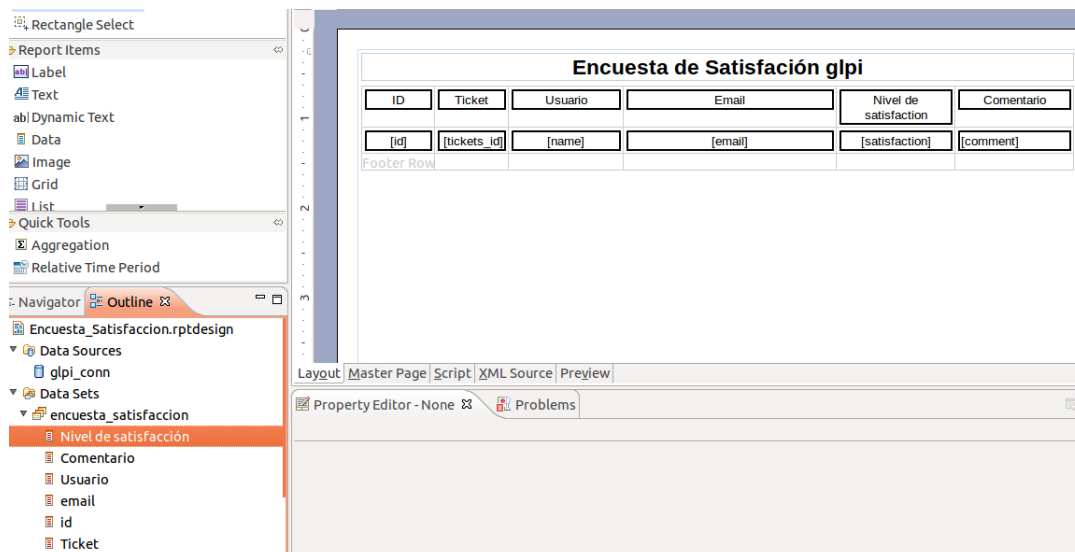 Rectangle Select
Report Items
Label
Text
Dynamic Text
Data
Image
Grid
List
Quick Tools
Aggregation
Relative Time Period
Navigator Outline
Encuesta_Satisfaccion.rptdesign
Data Sources
glpi_conn
Data Sets
encuesta_satisfaccion
Nivel de satisfacción
Comentario
Usuario
email
id
Ticket
Encuesta de Satisfación glpi
ID Ticket Usuario Email Nivel de satisfaction Comentario
[id] [tickets_id] [name] [email] [satisfaction] [comment]
Footer Row
1
2
3
Layout Master Page Script XML Source Preview
Property Editor - None Problems